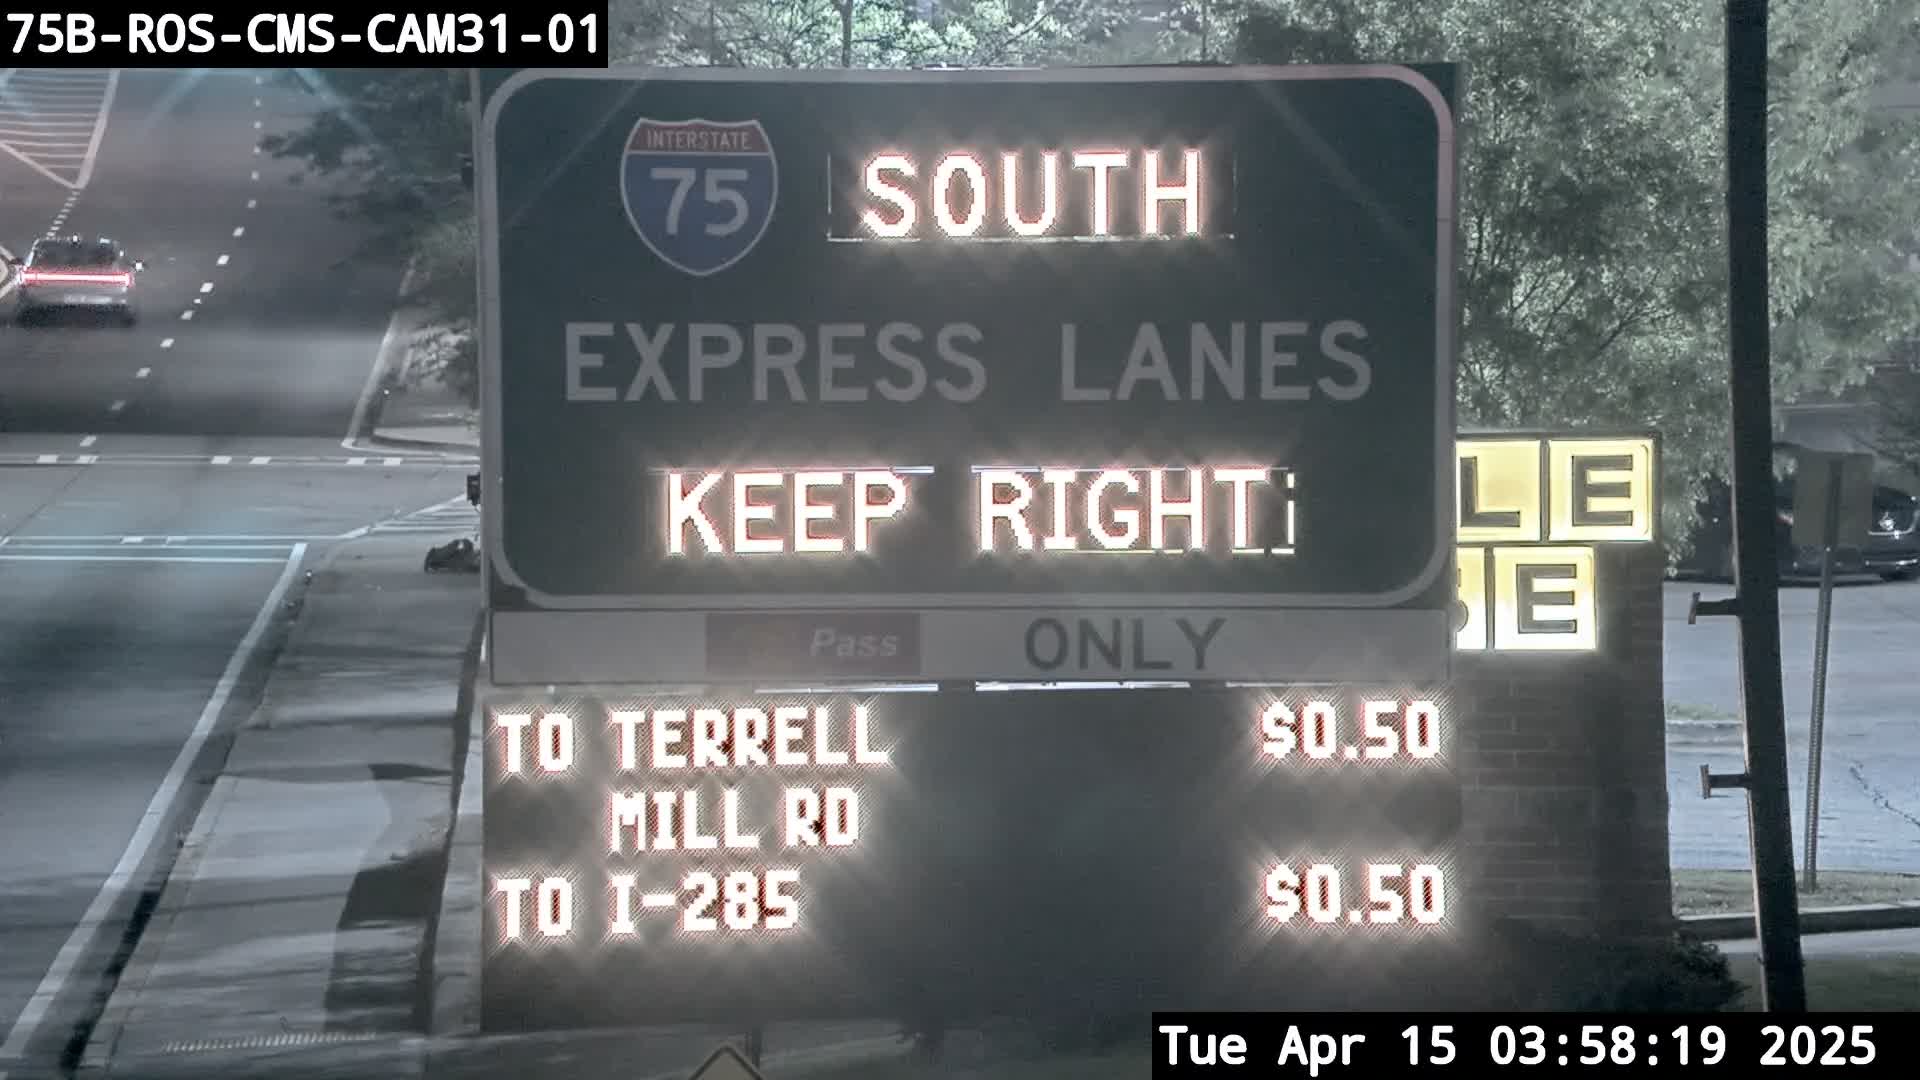 75B-ROS-CMS-CAM31-01
INTERSTATE
75
SOUTH
EXPRESS LANES
KEEP RIGHT
Pass ONLY
TO TERRELL $0.50
MILL RD
TO I-285 $0.50
LE
E
Tue Apr 15 03:58:19 2025